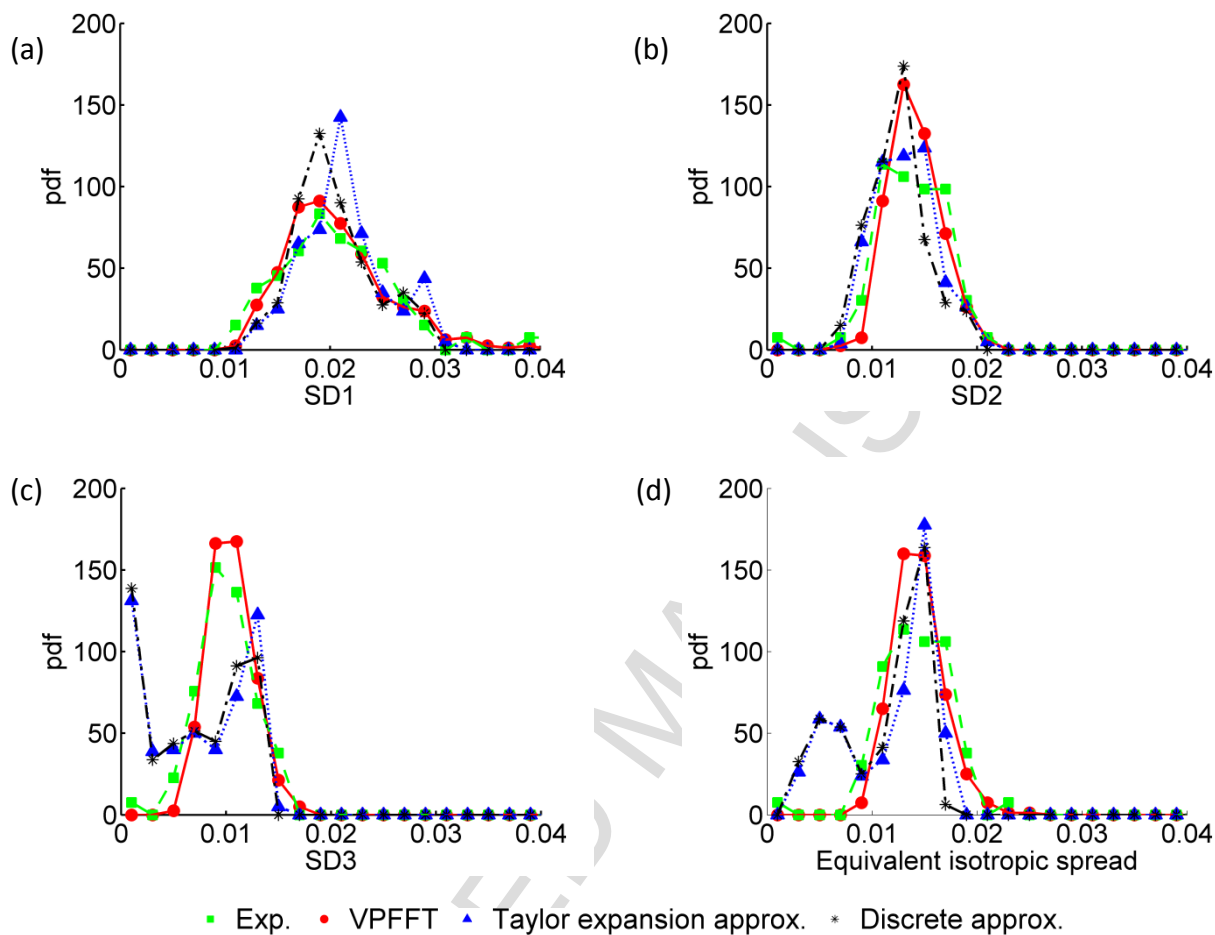 (a)
200
150
100
50
0
pdf
0 0.01 0.02 0.03 0.04
SD1
(b)
200
150
100
50
0
pdf
0 0.01 0.02 0.03 0.04
SD2
(c)
200
150
100
50
0
pdf
0 0.01 0.02 0.03 0.04
SD3
(d)
200
150
100
50
0
pdf
0 0.01 0.02 0.03 0.04
Equivalent isotropic spread
Exp. VPFFT Taylor expansion approx. Discrete approx.